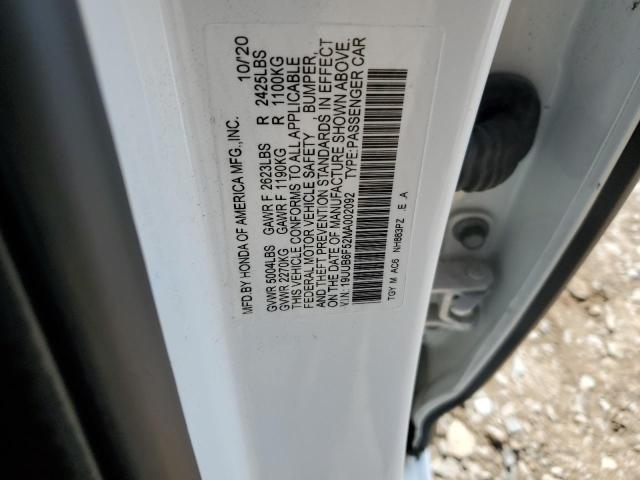 MFD.BY HONDA OF AMERICA MFG.,INC. 10/20
GVWR 5004LBS GAWR F 2623LBS R 2425LBS
GVWR 2270KG GAWR F 1190KG R 1100KG
THIS VEHICLE CONFORMS TO ALL APPLICABLE
FEDERAL MOTOR VEHICLE SAFETY , BUMPER,
AND THEFT PREVENTION STANDARDS IN EFFECT
ON THE DATE OF MANUFACTURE SHOWN ABOVE.
V.I.N.:19UUB6F52MA002092 TYPE:PASSENGER CAR
TGY M AC6 NH883PZ E A